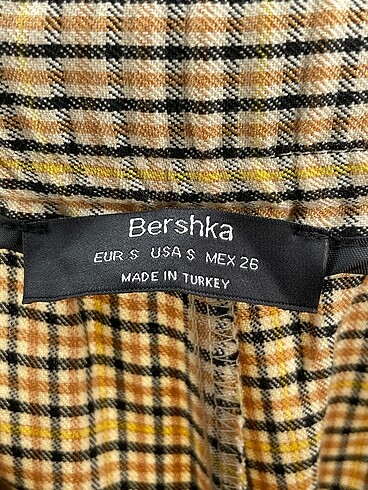 Bershka
EUR S USA S MEX 26
MADE IN TURKEY